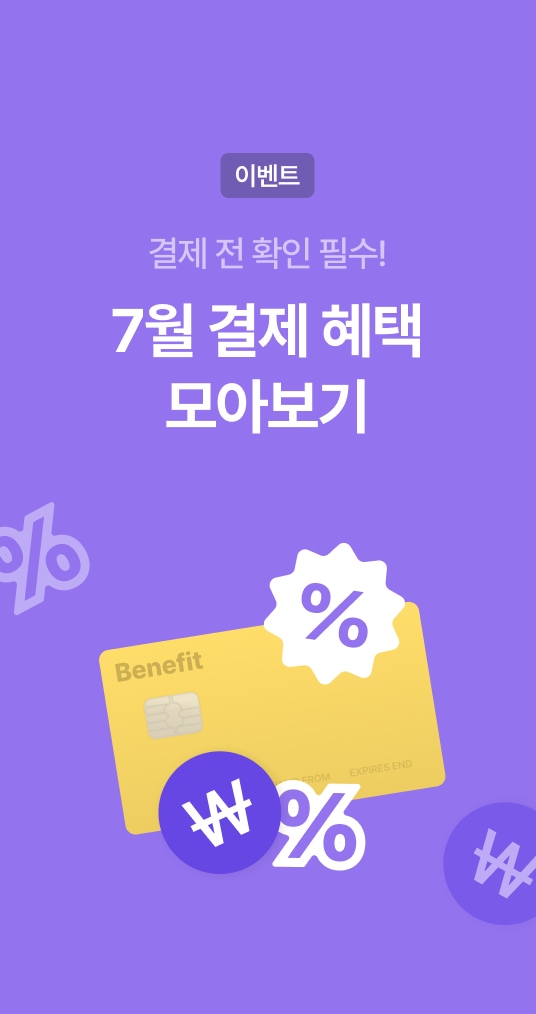 이벤트
결제 전 확인 필수!
7월 결제 혜택
모아보기
%
%
Benefit
FROM
EXPIRES END
₩
%
₩